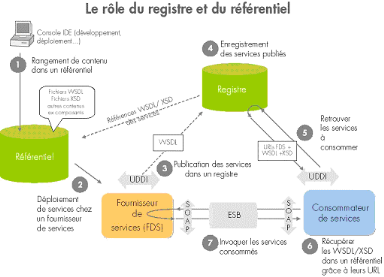 Le rôle du registre et du référentiel
Console IDE (développement,
déploiement...)
1
Rangement de contenu
dans un référentiel
4
Enregistrement
des services publiés
Fichiers WSDL
Fichiers XSD
autres contenus
ex composants
Référentiel
Références WSDL/ XSD
des services
Registre
WSDL
URLs FDS +
WSDL +XSD
5
Retrouver
les services
à
consommer
2
Déploiement
de services chez
un fournisseur
de services
UDDI
3
Publication des services
dans un registre
UDDI
Fournisseur
de
services (FDS)
SOAP
ESB
SOAP
Consommateur
de services
7
Invoquer les services
consommés
6
Récupérer
les WSDL/XSD
dans un référentiel
grâce à leurs URL